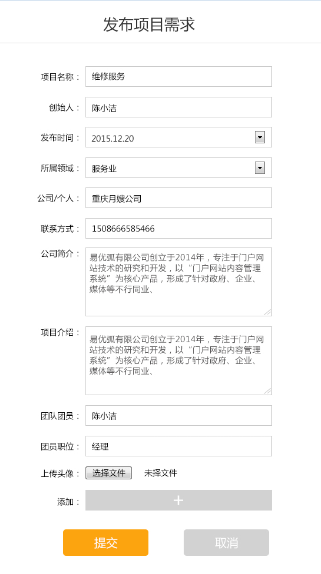 发布项目需求
项目名称： 维修服务
创始人： 陈小洁
发布时间： 2015.12.20
所属领域： 服务业
公司/个人： 重庆月嫂公司
联系方式： 1508666585466
公司简介： 易优狐有限公司创立于2014年，专注于门户网
站技术的研究和开发，以“门户网站内容管理
系统”为核心产品，形成了针对政府、企业、
媒体等不行同业、
项目介绍： 易优狐有限公司创立于2014年，专注于门户网
站技术的研究和开发，以“门户网站内容管理
系统”为核心产品，形成了针对政府、企业、
媒体等不行同业、
团队团员： 陈小洁
团员职位： 经理
上传头像： 选择文件 未择文件
添加： +
提交 取消